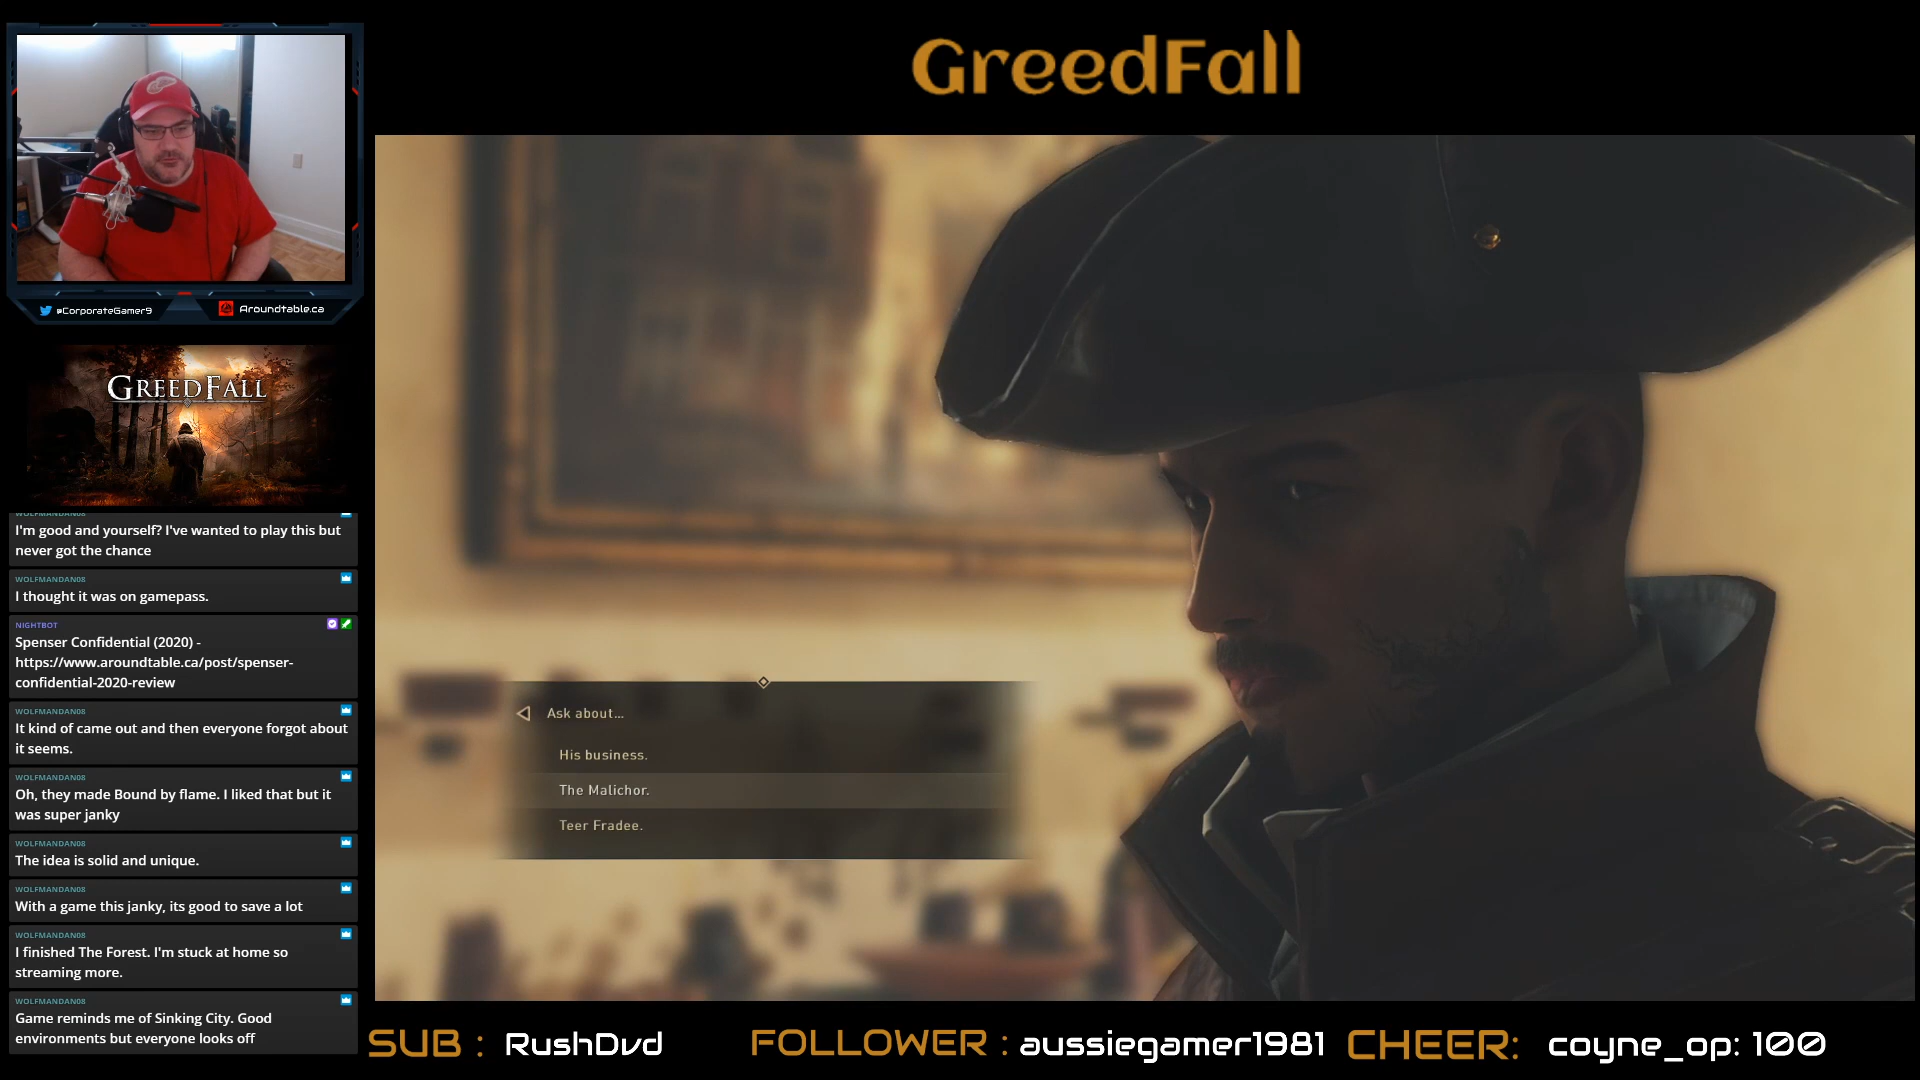 GreedFall
@CorporateGamer9
Aroundtable.ca
GREEDFALL
WOLFMANDAN08
I'm good and yourself? I've wanted to play this but
never got the chance
WOLFMANDAN08
I thought it was on gamepass.
NIGHTBOT
Spenser Confidential (2020) -
https://www.aroundtable.ca/post/spenser-
confidential-2020-review
WOLFMANDAN08
It kind of came out and then everyone forgot about
it seems.
WOLFMANDAN08
Oh, they made Bound by flame. I liked that but it
was super janky
WOLFMANDAN08
The idea is solid and unique.
WOLFMANDAN08
With a game this janky, its good to save a lot
WOLFMANDAN08
I finished The Forest. I'm stuck at home so
streaming more.
WOLFMANDAN08
Game reminds me of Sinking City. Good
environments but everyone looks off
Ask about...
His business.
The Malichor.
Teer Fradee.
SUB : RushDvd
FOLLOWER : aussiegamer1981
CHEER: coyne_op: 100